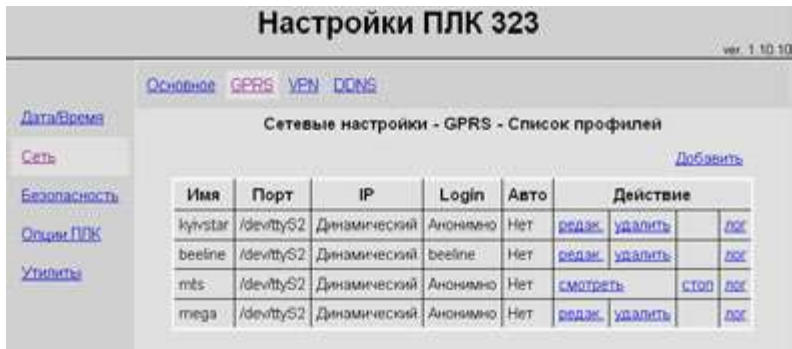 Настройки ПЛК 323
ver. 1.10.10
Основное GPRS VPN DDNS
Дата/Время
Сетевые настройки - GPRS - Список профилей
Сеть
Добавить
Безопасность
Имя Порт IP Login Авто Действие
kyivstar /dev/ttyS2 Динамический Анонимно Нет редак. удалить лог
Опции ПЛК
beeline /dev/ttyS2 Динамический beeline Нет редак. удалить лог
Утилиты
mts /dev/ttyS2 Динамический Анонимно Нет смотреть стоп лог
mega /dev/ttyS2 Динамический Анонимно Нет редак. удалить лог